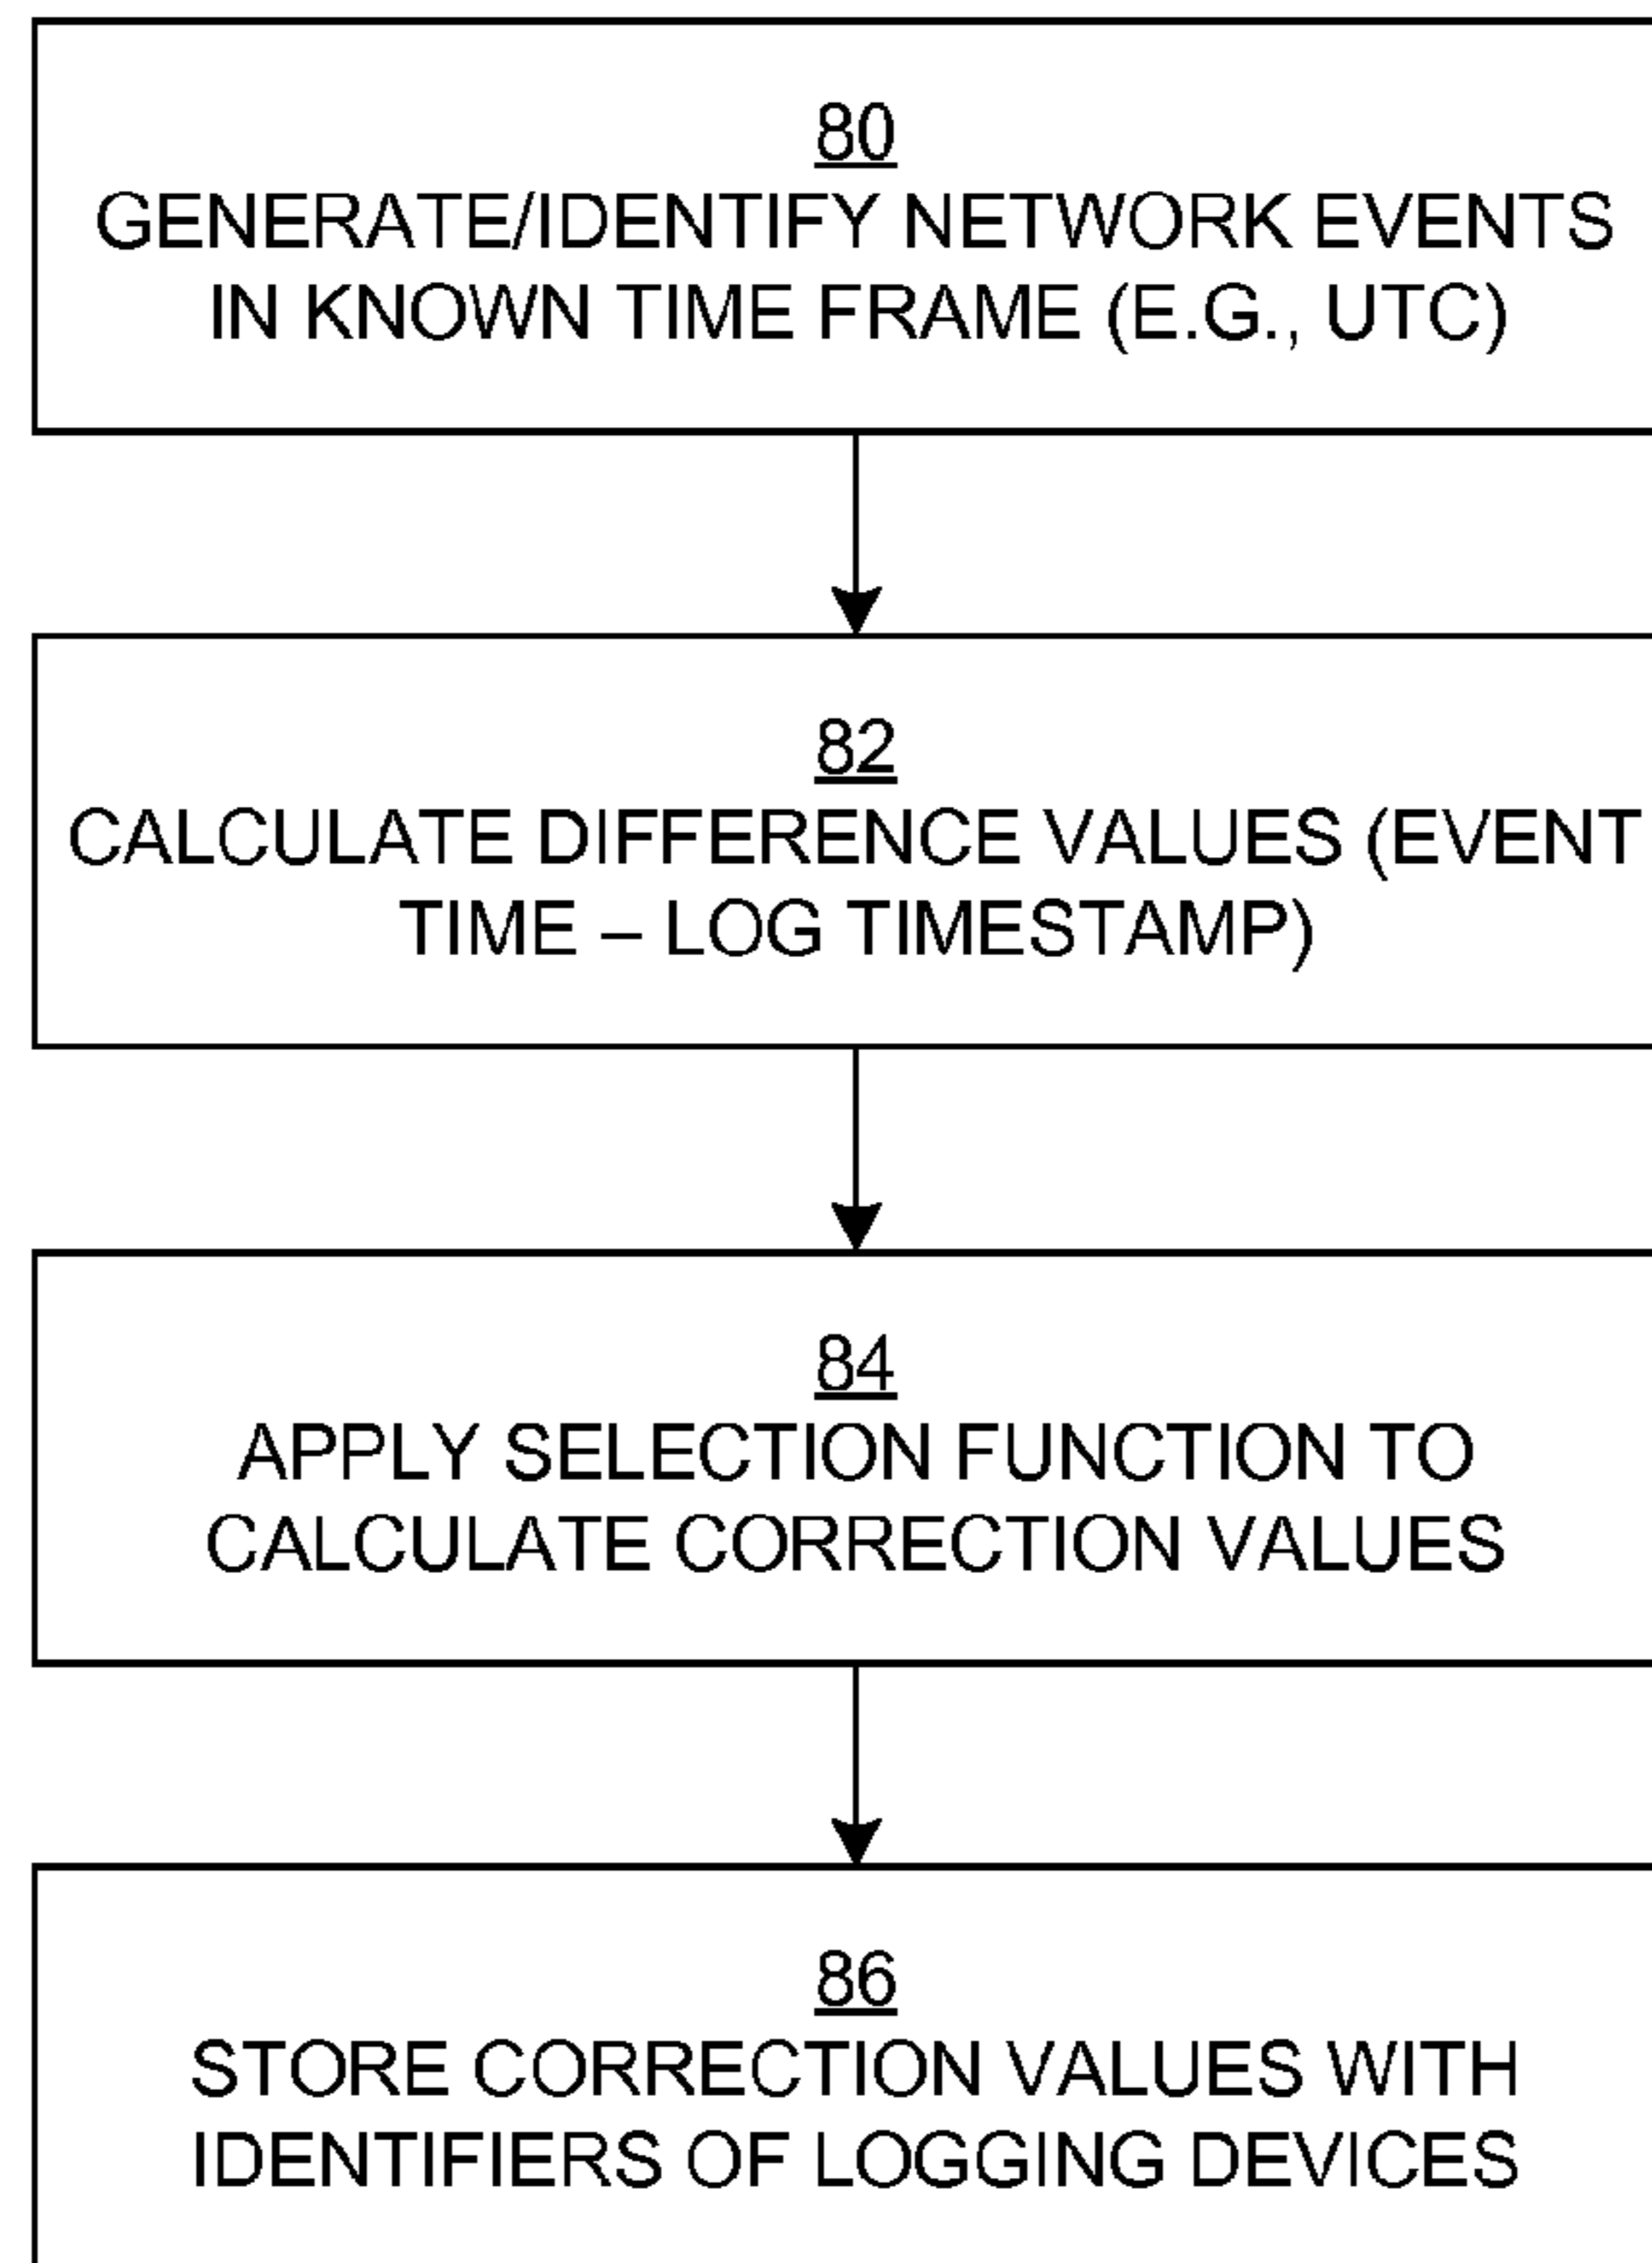 80
GENERATE/IDENTIFY NETWORK EVENTS
IN KNOWN TIME FRAME (E.G., UTC)
82
CALCULATE DIFFERENCE VALUES (EVENT
TIME – LOG TIMESTAMP)
84
APPLY SELECTION FUNCTION TO
CALCULATE CORRECTION VALUES
86
STORE CORRECTION VALUES WITH
IDENTIFIERS OF LOGGING DEVICES